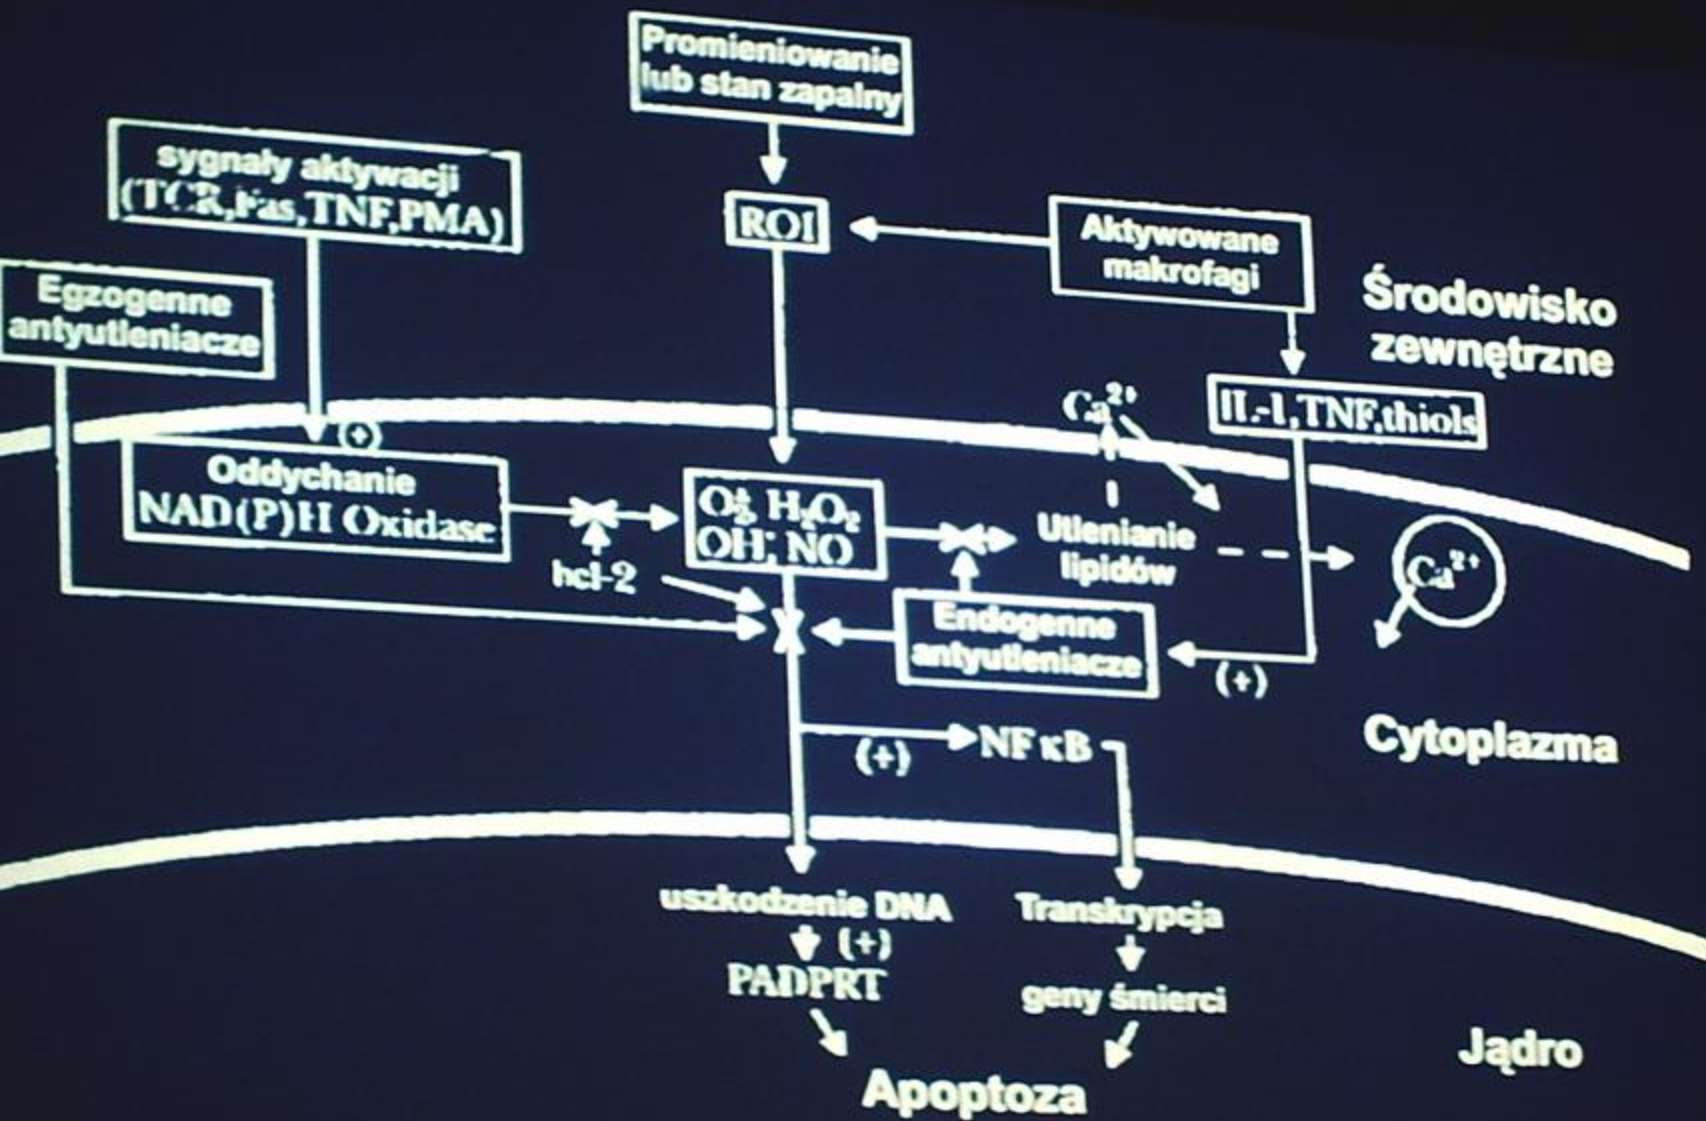 Promieniowanie
lub stan zapalny
sygnały aktywacji
(TCR,Fas,TNF,PMA)
ROI
Aktywowane
makrofagi
Egzogenne
antyutleniacze
Środowisko
zewnętrzne
IL-1,TNF,thiols
Ca²⁺
(+)
Oddychanie
NAD(P)H Oxidase
O₂⁻, H₂O₂
OH⁻, NO
Utlenianie
lipidów
Ca²⁺
bcl-2
Endogenne
antyutleniacze
(+)
Cytoplazma
(+)
NFκB
uszkodzenie DNA
(+)
PADPRT
Transkrypcja
geny śmierci
Jądro
Apoptoza